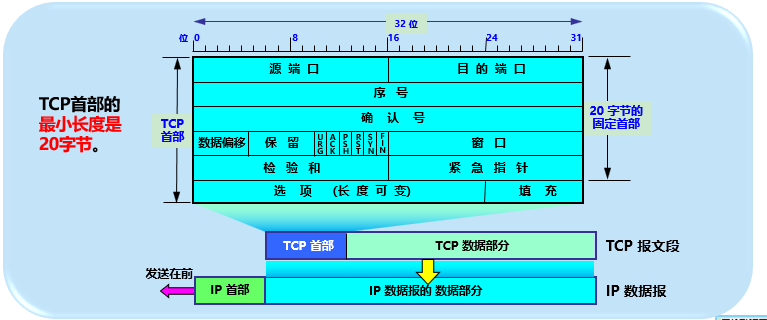 32 位
位 0 8 16 24 31
TCP首部的
最小长度是
20字节。
TCP
首部
源 端 口 目 的 端 口
序 号
确 认 号
数据偏移 保 留 URG ACK PSH RST SYN FIN 窗 口
检 验 和 紧 急 指 针
选 项 (长 度 可 变) 填 充
20 字节的
固定首部
TCP 首部 TCP 数据部分 TCP 报文段
发送在前
IP 首部 IP 数据报的 数据部分 IP 数据报